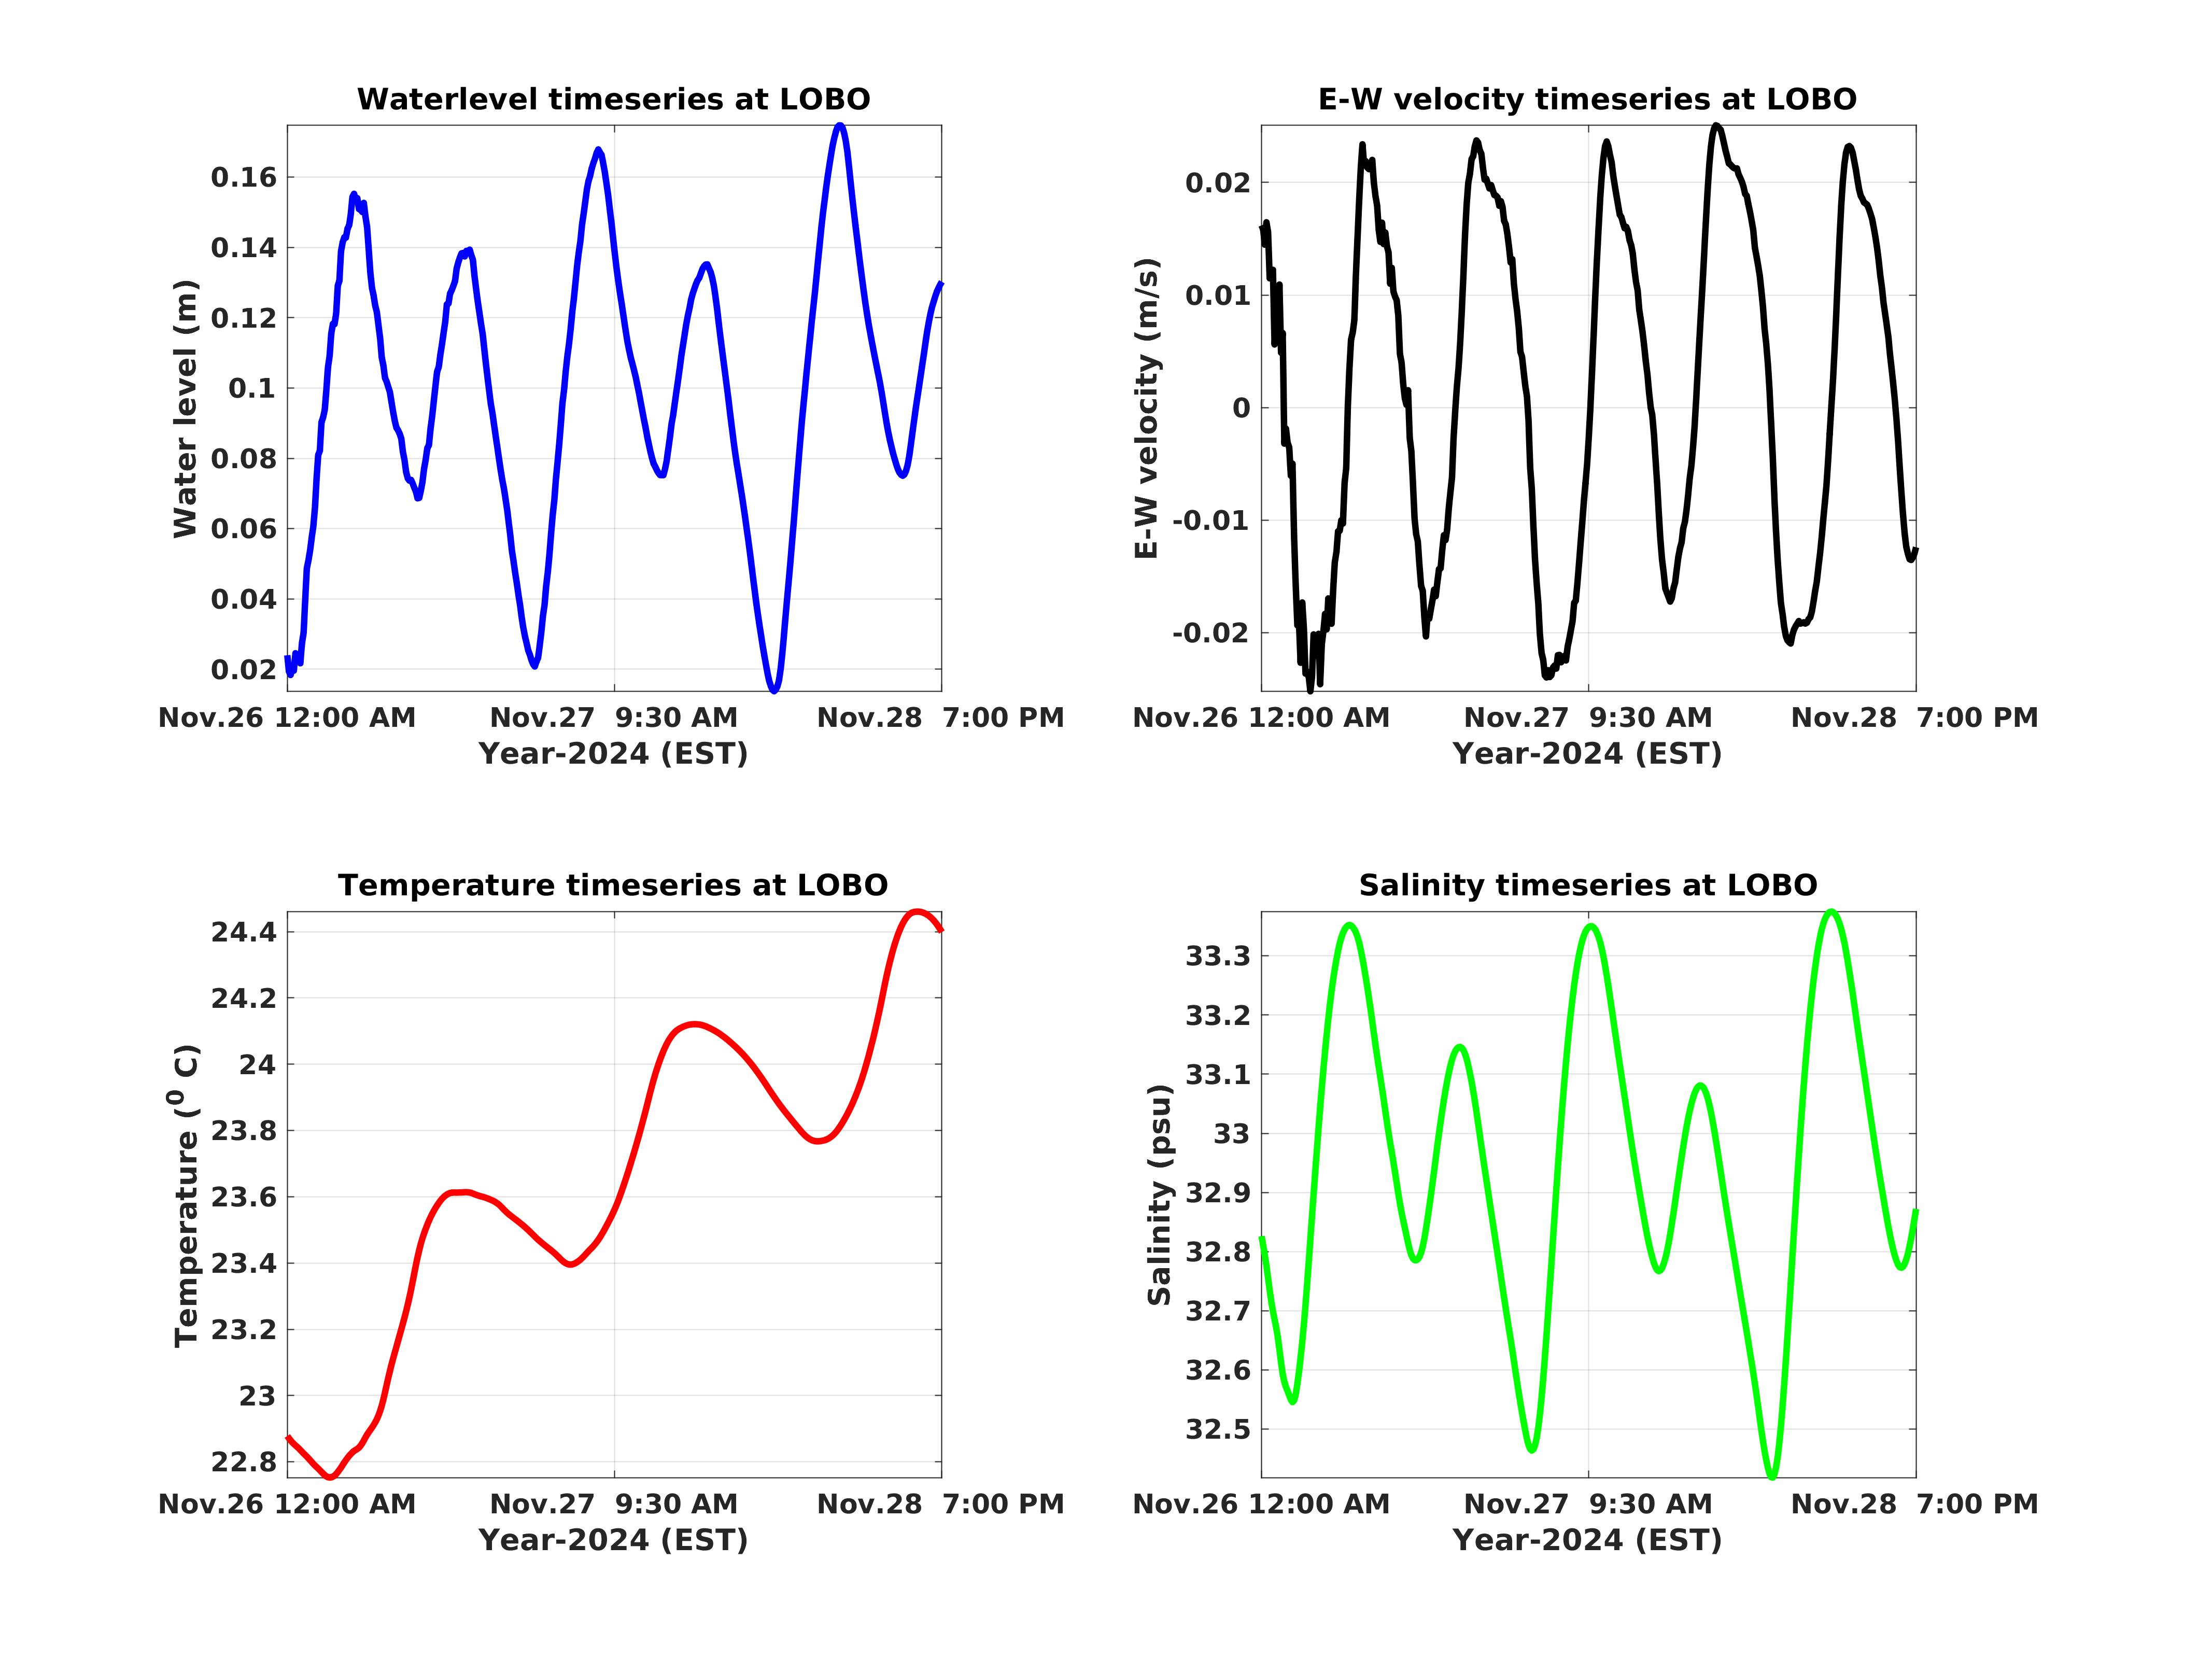 Waterlevel timeseries at LOBO
0.16
0.14
0.12
0.1
0.08
0.06
0.04
0.02
Water level (m)
Nov.26 12:00 AM
Nov.27 9:30 AM
Nov.28 7:00 PM
Year-2024 (EST)
E-W velocity timeseries at LOBO
0.02
0.01
0
-0.01
-0.02
E-W velocity (m/s)
Nov.26 12:00 AM
Nov.27 9:30 AM
Nov.28 7:00 PM
Year-2024 (EST)
Temperature timeseries at LOBO
24.4
24.2
24
23.8
23.6
23.4
23.2
23
22.8
Temperature (⁰ C)
Nov.26 12:00 AM
Nov.27 9:30 AM
Nov.28 7:00 PM
Year-2024 (EST)
Salinity timeseries at LOBO
33.3
33.2
33.1
33
32.9
32.8
32.7
32.6
32.5
Salinity (psu)
Nov.26 12:00 AM
Nov.27 9:30 AM
Nov.28 7:00 PM
Year-2024 (EST)